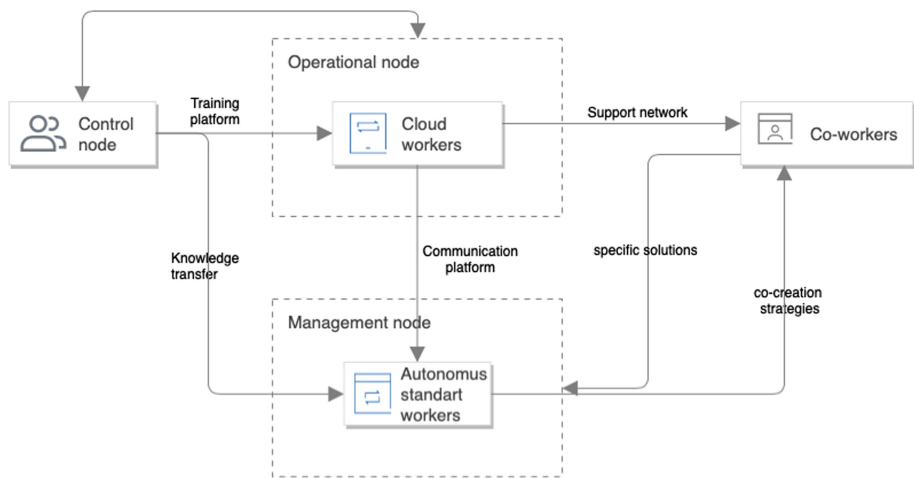 Operational node
Training
platform
Control
node
Cloud
workers
Support network
Co-workers
Knowledge
transfer
Communication
platform
specific solutions
co-creation
strategies
Management node
Autonomus
standart
workers